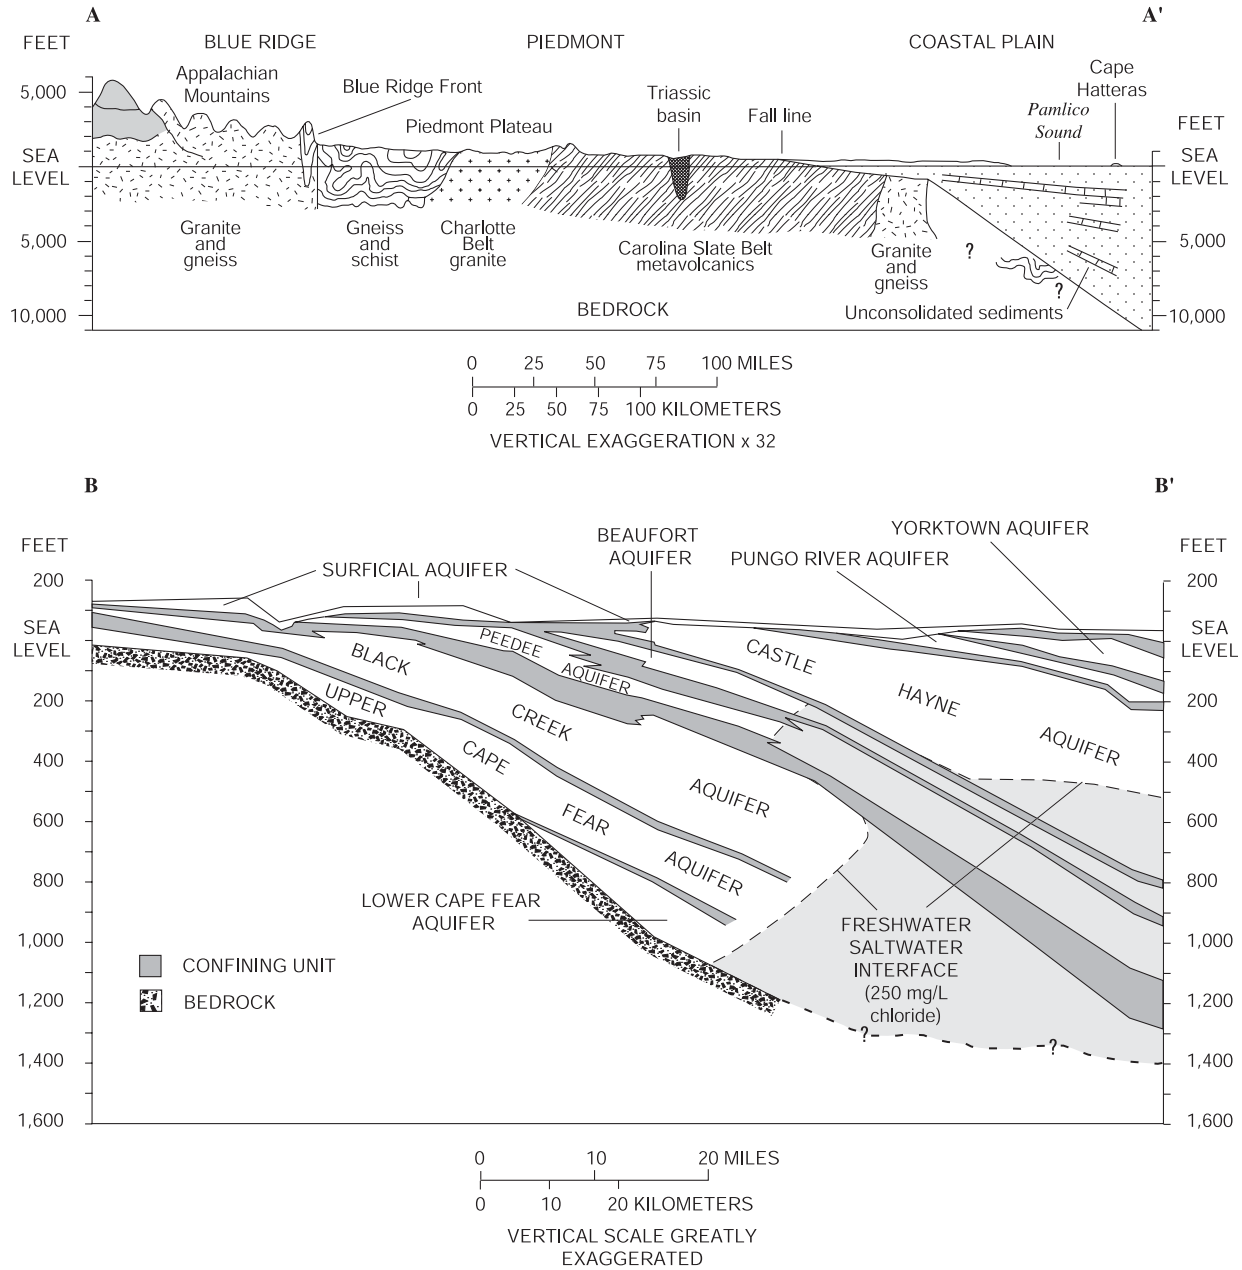 A A'
FEET BLUE RIDGE PIEDMONT COASTAL PLAIN
Appalachian
Mountains
Blue Ridge Front
Piedmont Plateau
Triassic
basin
Fall line
Pamlico
Sound
Cape
Hatteras
FEET
5,000
SEA
LEVEL
5,000
10,000
SEA
LEVEL
5,000
10,000
Granite
and
gneiss
Gneiss
and
schist
Charlotte
Belt
granite
Carolina Slate Belt
metavolcanics
Granite
and
gneiss
?
?
Unconsolidated sediments
BEDROCK
0 25 50 75 100 MILES
0 25 50 75 100 KILOMETERS
VERTICAL EXAGGERATION x 32
B B'
FEET
SURFICIAL AQUIFER
BEAUFORT
AQUIFER
PUNGO RIVER AQUIFER
YORKTOWN AQUIFER
FEET
200
SEA
LEVEL
200
400
600
800
1,000
1,200
1,400
1,600
200
SEA
LEVEL
200
400
600
800
1,000
1,200
1,400
1,600
PEEDEE
AQUIFER
BLACK
CREEK
AQUIFER
UPPER
CAPE
FEAR
AQUIFER
CASTLE
HAYNE
AQUIFER
LOWER CAPE FEAR
AQUIFER
FRESHWATER
SALTWATER
INTERFACE
(250 mg/L
chloride)
?
?
CONFINING UNIT
BEDROCK
0 10 20 MILES
0 10 20 KILOMETERS
VERTICAL SCALE GREATLY
EXAGGERATED